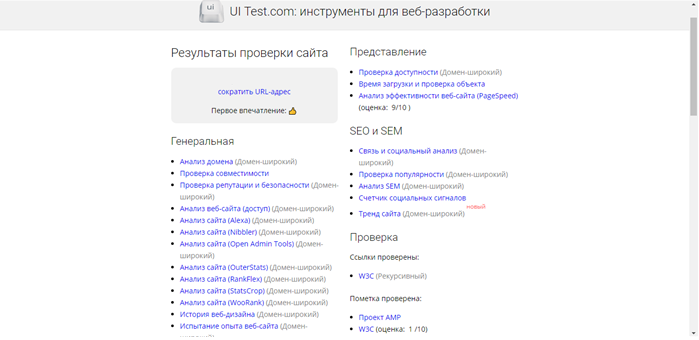 ui
UI Test.com: инструменты для веб-разработки
Результаты проверки сайта
сократить URL-адрес
Первое впечатление:
Генеральная
Анализ домена (Домен-широкий)
Проверка совместимости
Проверка репутации и безопасности (Домен-
широкий)
Анализ веб-сайта (доступ) (Домен-широкий)
Анализ сайта (Alexa) (Домен-широкий)
Анализ сайта (Nibbler) (Домен-широкий)
Анализ сайта (Open Admin Tools) (Домен-
широкий)
Анализ сайта (OuterStats) (Домен-широкий)
Анализ сайта (RankFlex) (Домен-широкий)
Анализ сайта (StatsCrop) (Домен-широкий)
Анализ сайта (WooRank) (Домен-широкий)
История веб-дизайна (Домен-широкий)
Испытание опыта веб-сайта (Домен-
широкий)
Представление
Проверка доступности (Домен-широкий)
Время загрузки и проверка объекта
Анализ эффективности веб-сайта (PageSpeed)
(оценка: 9/10 )
SEO и SEM
Связь и социальный анализ (Домен-
широкий)
Проверка популярности (Домен-широкий)
Анализ SEM (Домен-широкий)
Счетчик социальных сигналов
новый
Тренд сайта (Домен-широкий)
Проверка
Ссылки проверены:
W3C (Рекурсивный)
Пометка проверена:
Проект AMP
W3C (оценка: 1 /10)